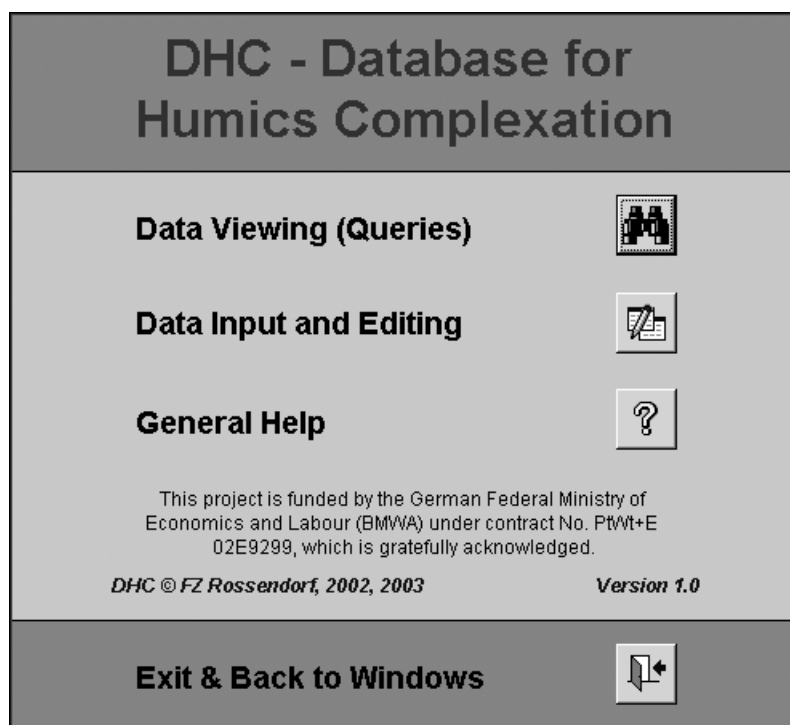 DHC - Database for
Humics Complexation
Data Viewing (Queries)
Data Input and Editing
General Help
?
This project is funded by the German Federal Ministry of
Economics and Labour (BMWA) under contract No. PtWt+E
02E9299, which is gratefully acknowledged.
DHC © FZ Rossendorf, 2002, 2003 Version 1.0
Exit & Back to Windows